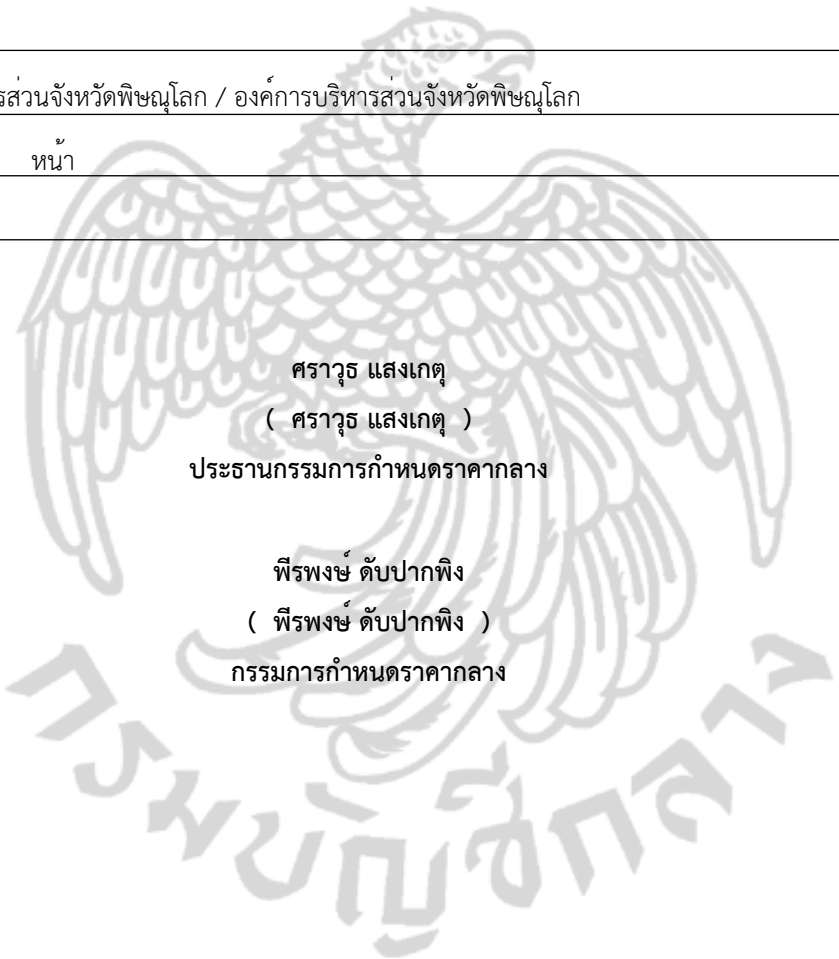 รส่วนจังหวัดพิษณุโลก / องค์การบริหารส่วนจังหวัดพิษณุโลก
หน้า
ศราวุธ แสงเกตุ
( ศราวุธ แสงเกตุ )
ประธานกรรมการกำหนดราคากลาง
พีรพงษ์ ดับปากพิง
( พีรพงษ์ ดับปากพิง )
กรรมการกำหนดราคากลาง
กรมบัญชีกลาง